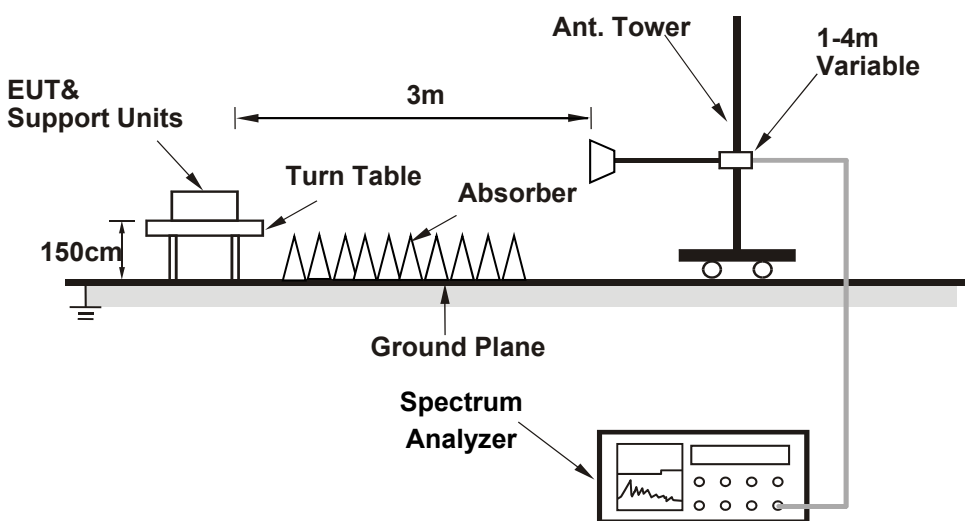 Ant. Tower
1-4m
Variable
EUT&
Support Units
3m
Turn Table
Absorber
150cm
Ground Plane
Spectrum
Analyzer